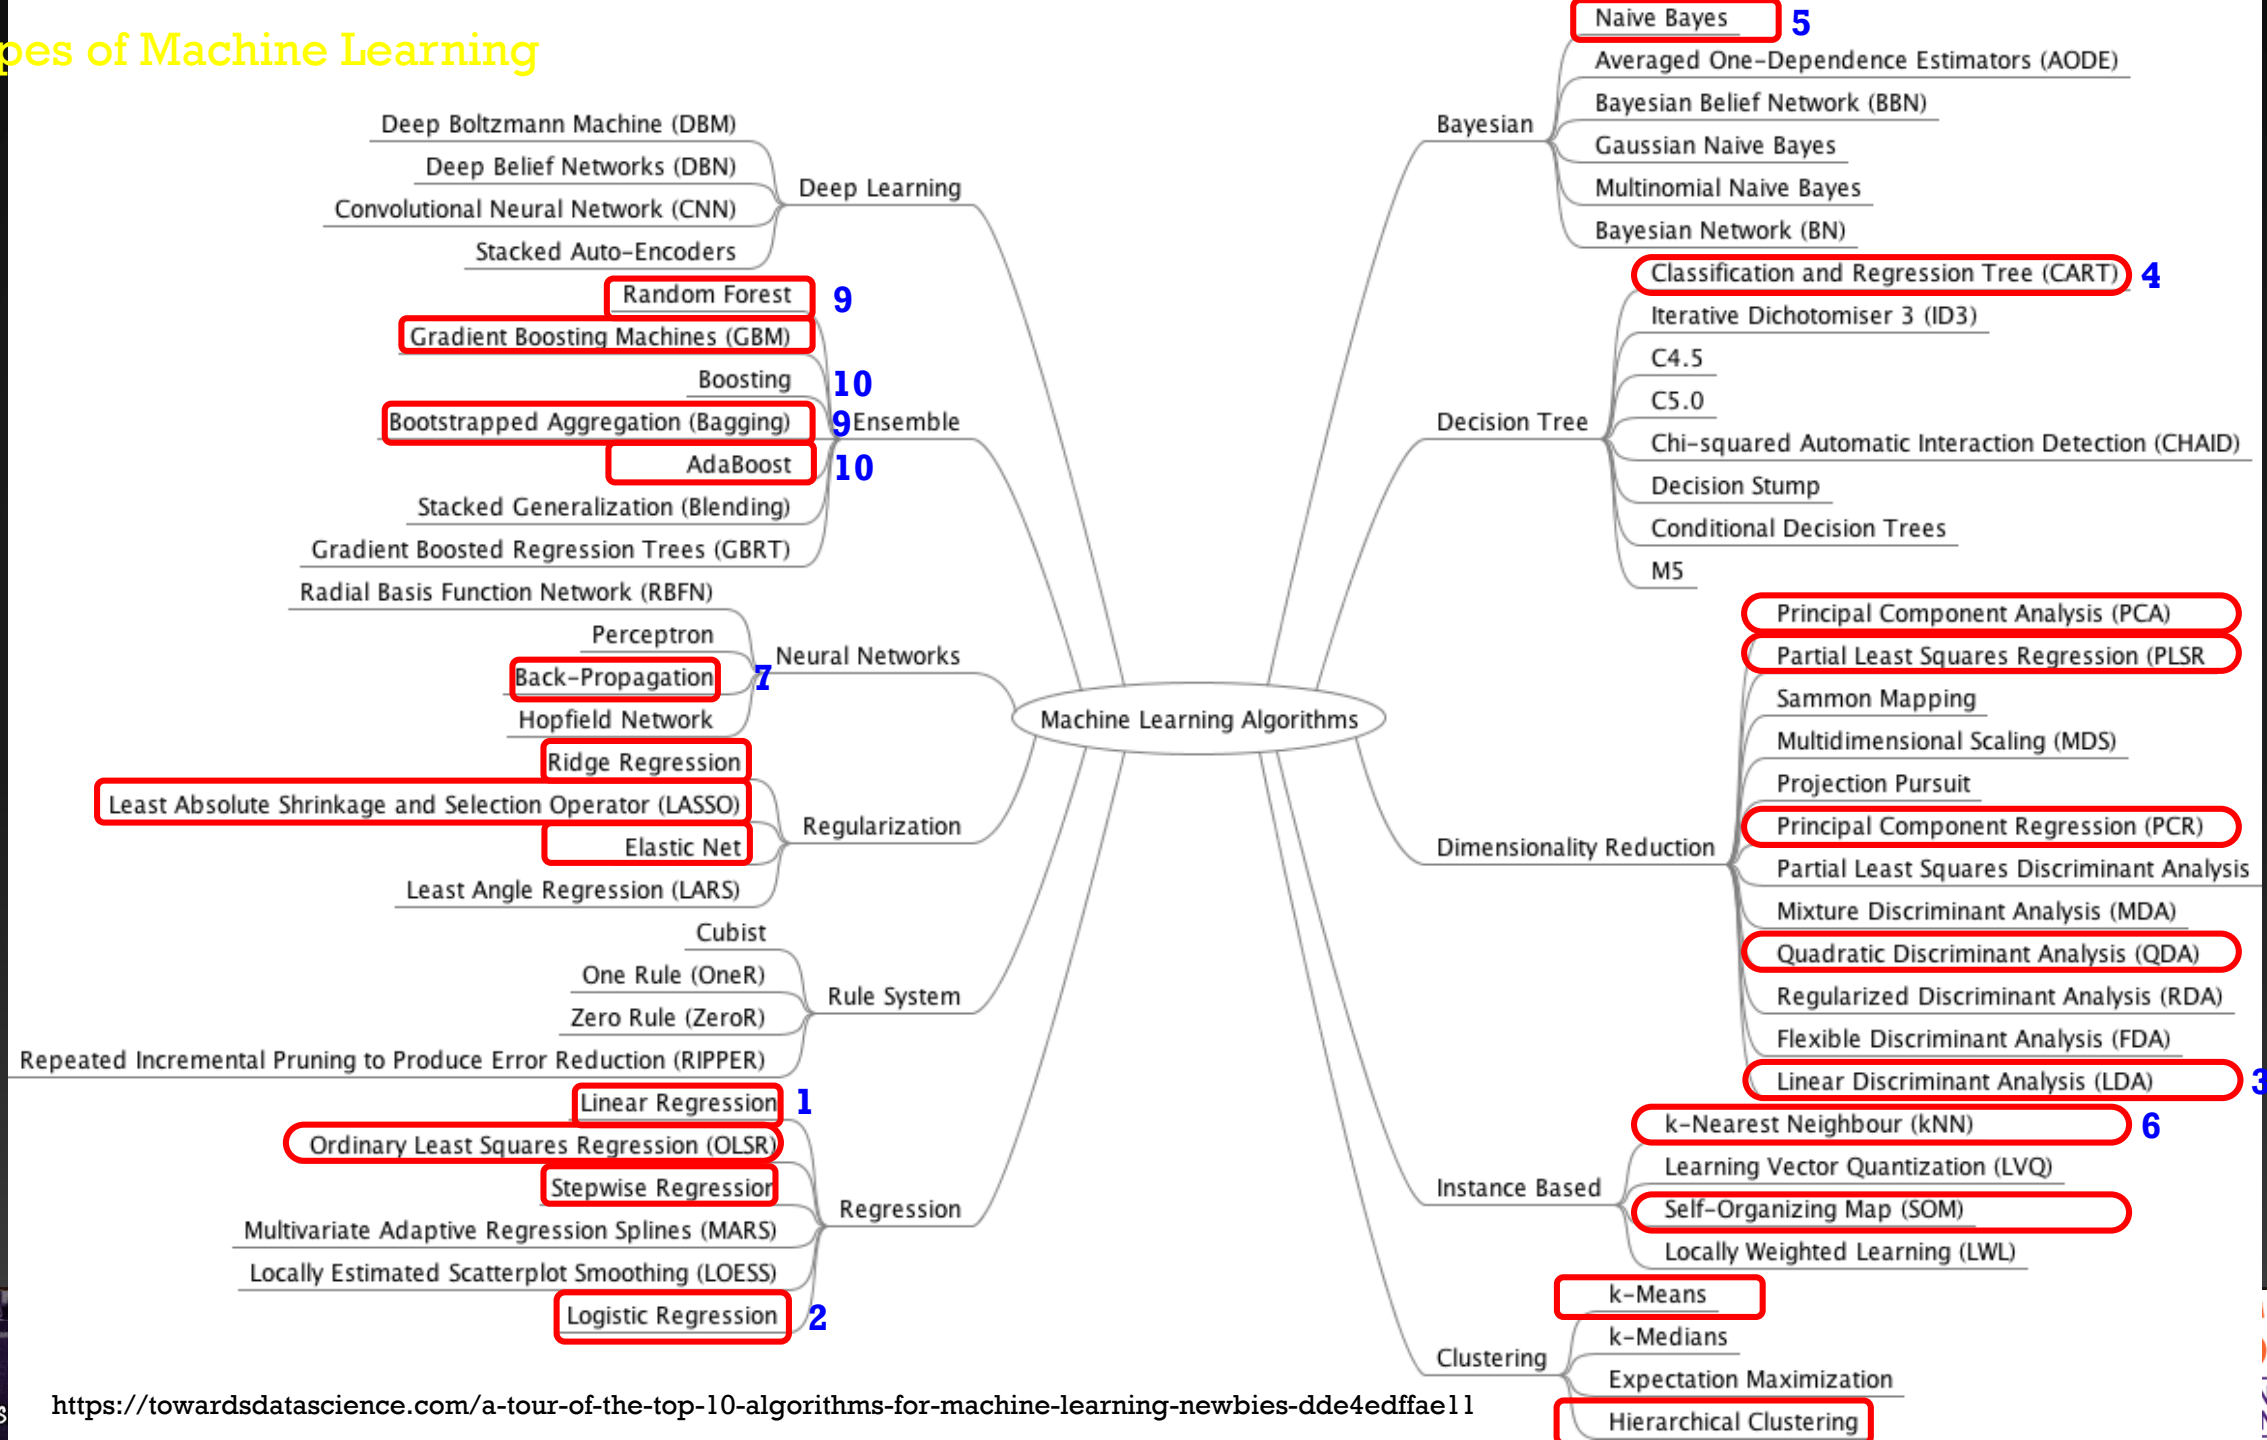 pes of Machine Learning
Deep Boltzmann Machine (DBM)
Deep Belief Networks (DBN)
Convolutional Neural Network (CNN)
Stacked Auto-Encoders
Deep Learning
Random Forest 9
Gradient Boosting Machines (GBM)
Boosting 10
Bootstrapped Aggregation (Bagging) 9
AdaBoost 10
Stacked Generalization (Blending)
Gradient Boosted Regression Trees (GBRT)
Ensemble
Radial Basis Function Network (RBFN)
Perceptron
Back-Propagation 7
Hopfield Network
Neural Networks
Ridge Regression
Least Absolute Shrinkage and Selection Operator (LASSO)
Elastic Net
Least Angle Regression (LARS)
Regularization
Cubist
One Rule (OneR)
Zero Rule (ZeroR)
Repeated Incremental Pruning to Produce Error Reduction (RIPPER)
Rule System
Linear Regression 1
Ordinary Least Squares Regression (OLSR)
Stepwise Regression
Multivariate Adaptive Regression Splines (MARS)
Locally Estimated Scatterplot Smoothing (LOESS)
Logistic Regression 2
Regression
Machine Learning Algorithms
Bayesian
Naive Bayes 5
Averaged One-Dependence Estimators (AODE)
Bayesian Belief Network (BBN)
Gaussian Naive Bayes
Multinomial Naive Bayes
Bayesian Network (BN)
Decision Tree
Classification and Regression Tree (CART) 4
Iterative Dichotomiser 3 (ID3)
C4.5
C5.0
Chi-squared Automatic Interaction Detection (CHAID)
Decision Stump
Conditional Decision Trees
M5
Dimensionality Reduction
Principal Component Analysis (PCA)
Partial Least Squares Regression (PLSR
Sammon Mapping
Multidimensional Scaling (MDS)
Projection Pursuit
Principal Component Regression (PCR)
Partial Least Squares Discriminant Analysis
Mixture Discriminant Analysis (MDA)
Quadratic Discriminant Analysis (QDA)
Regularized Discriminant Analysis (RDA)
Flexible Discriminant Analysis (FDA)
Linear Discriminant Analysis (LDA) 3
Instance Based
k-Nearest Neighbour (kNN) 6
Learning Vector Quantization (LVQ)
Self-Organizing Map (SOM)
Locally Weighted Learning (LWL)
Clustering
k-Means
k-Medians
Expectation Maximization
Hierarchical Clustering
https://towardsdatascience.com/a-tour-of-the-top-10-algorithms-for-machine-learning-newbies-dde4edffae11